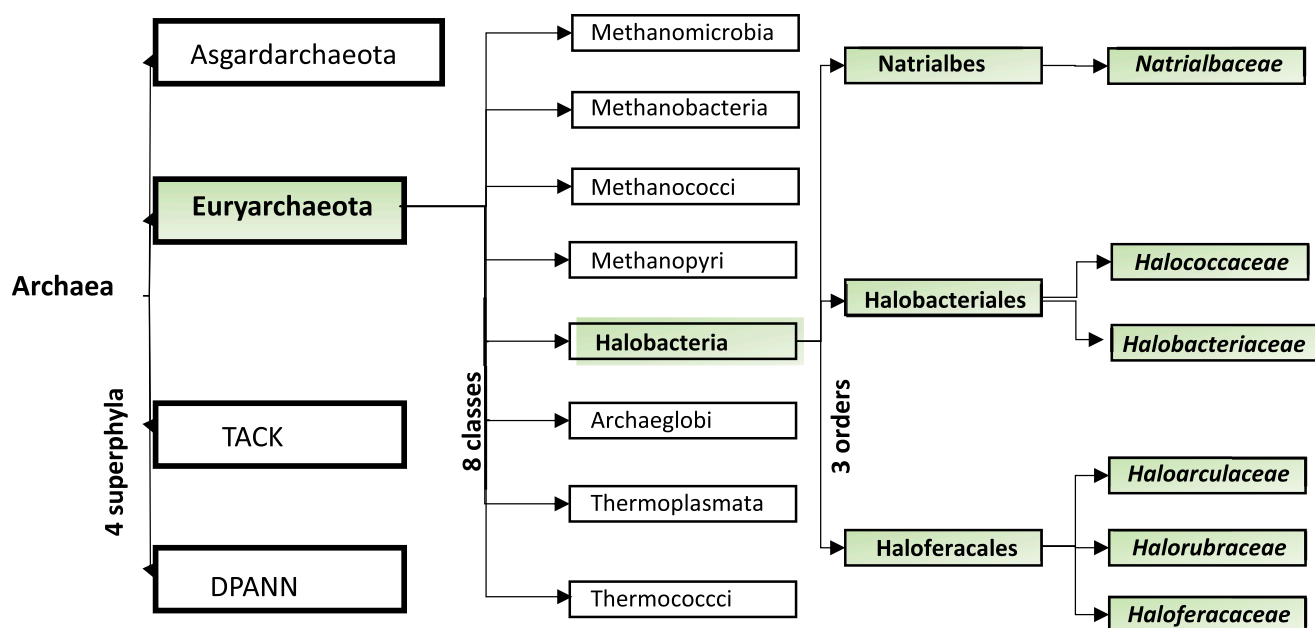 Archaea
4 superphyla
Asgardarchaeota
Euryarchaeota
TACK
DPANN
8 classes
Methanomicrobia
Methanobacteria
Methanococci
Methanopyri
Halobacteria
Archaeglobi
Thermoplasmata
Thermococcci
3 orders
Natrialbes
Halobacteriales
Haloferacales
Natrialbaceae
Halococcaceae
Halobacteriaceae
Haloarculaceae
Halorubraceae
Haloferacaceae